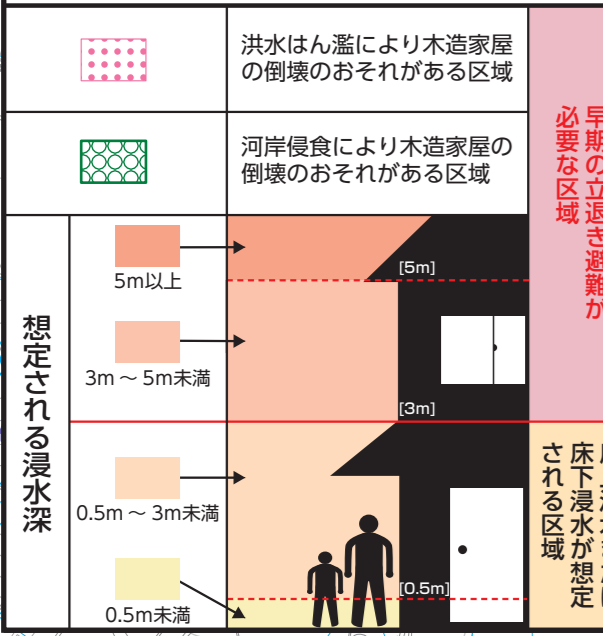 洪水はん濫により木造家屋
の倒壊のおそれがある区域
河岸侵食により木造家屋の
倒壊のおそれがある区域
早期の立退き避難が
必要な区域
想定される浸水深
5m以上
[5m]
3m～5m未満
[3m]
0.5m～3m未満
[0.5m]
0.5m未満
床下浸水が想定
される区域